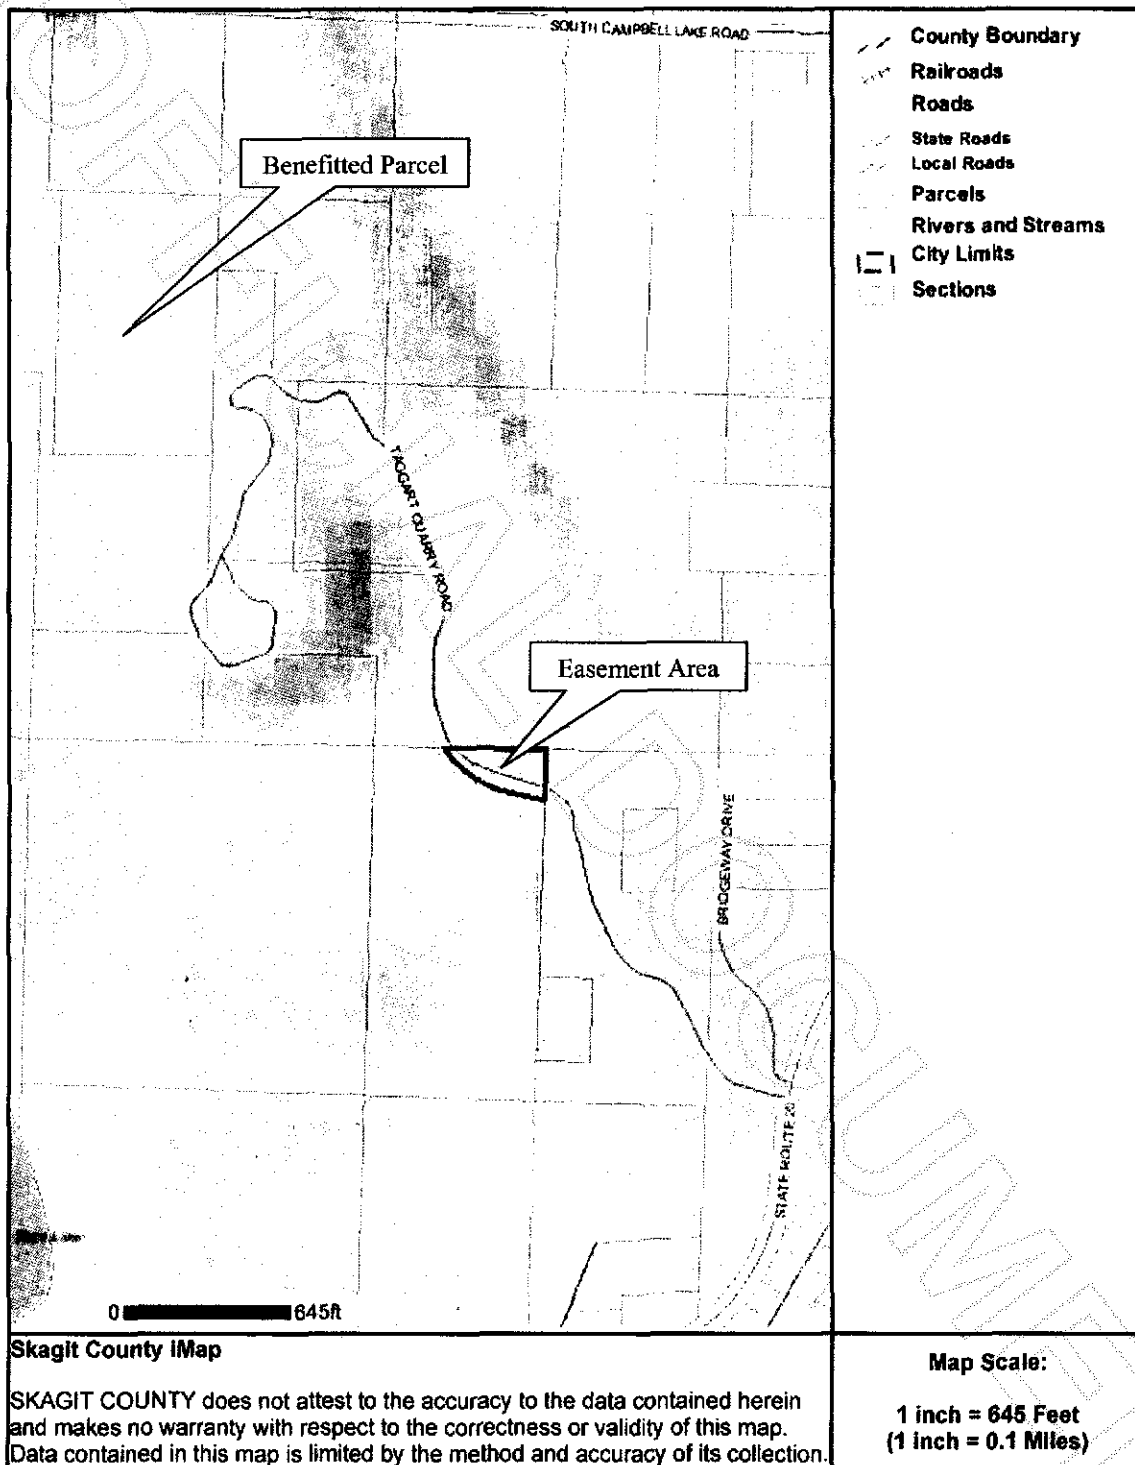 SOUTH CAMPBELL LAKE ROAD
Benefitted Parcel
TAGGART QUARRY ROAD
Easement Area
BRIDGEWAY DRIVE
STATE ROUTE 20
0 645ft
County Boundary
Railroads
Roads
State Roads
Local Roads
Parcels
Rivers and Streams
City Limits
Sections
Skagit County iMap
SKAGIT COUNTY does not attest to the accuracy to the data contained herein
and makes no warranty with respect to the correctness or validity of this map.
Data contained in this map is limited by the method and accuracy of its collection.
Map Scale:
1 inch = 645 Feet
(1 inch = 0.1 Miles)